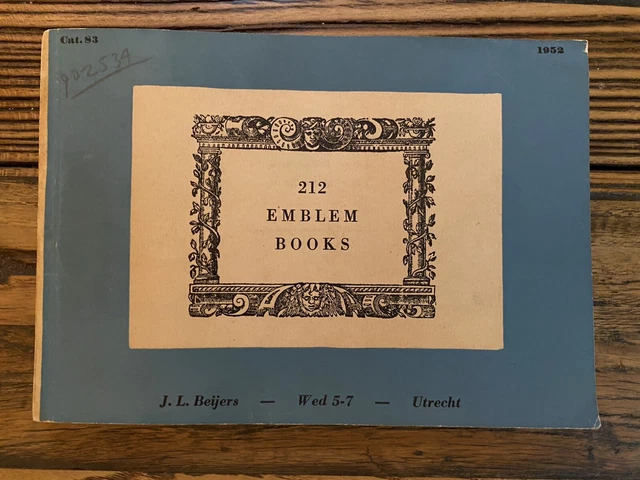 Cat. 83
1952
902534
212
EMBLEM
BOOKS
J. L. Beijers — Wed 5-7 — Utrecht